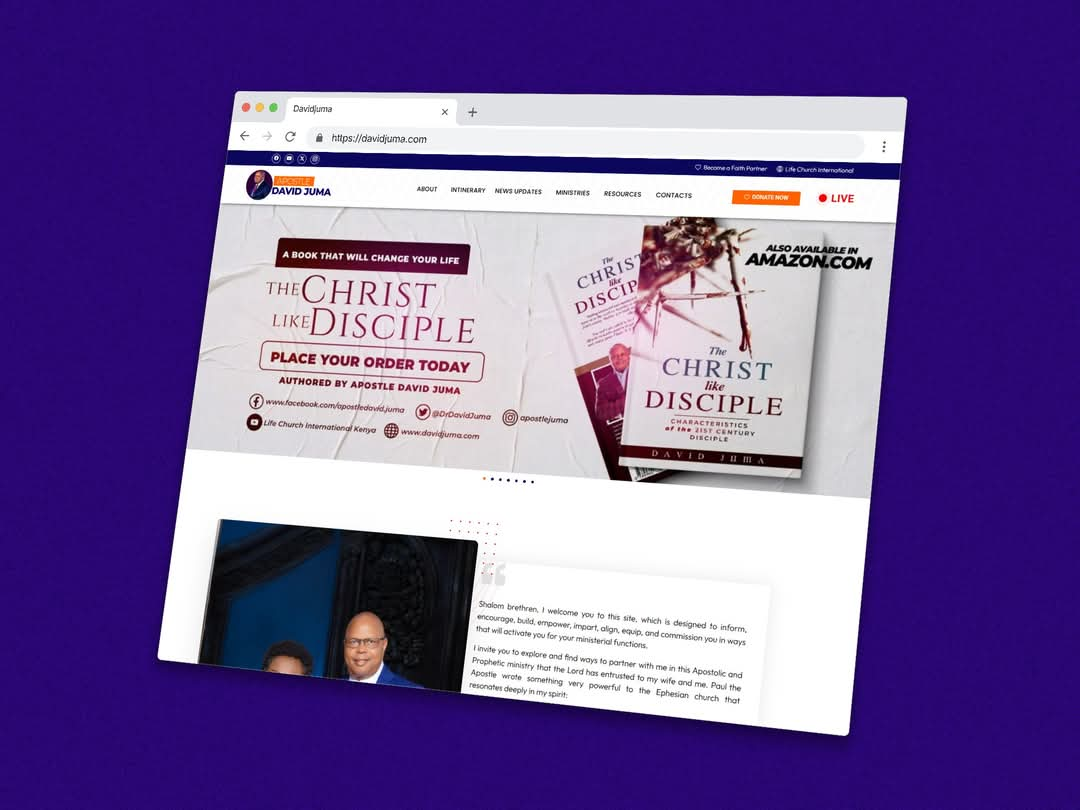 Davidjuma
https://davidjuma.com
Become a Faith Partner
Life Church International
APOSTLE
DAVID JUMA
ABOUT
INTINERARY
NEWS UPDATES
MINISTRIES
RESOURCES
CONTACTS
DONATE NOW
LIVE
A BOOK THAT WILL CHANGE YOUR LIFE
THE CHRIST
LIKE DISCIPLE
PLACE YOUR ORDER TODAY
AUTHORED BY APOSTLE DAVID JUMA
www.facebook.com/apostledavid.juma
@DrDavidJuma
apostlejuma
Life Church International Kenya
www.davidjuma.com
ALSO AVAILABLE IN
AMAZON.COM
The
CHRIST
like
The
CHRIST
like
DISCIPLE
CHARACTERISTICS
of the 21ST CENTURY
DISCIPLE
DAVID JUMA
Shalom brethren, I welcome you to this site, which is designed to inform,
encourage, build, empower, impart, align, equip, and commission you in ways
that will activate you for your ministerial functions.
I invite you to explore and find ways to partner with me in this Apostolic and
Prophetic ministry that the Lord has entrusted to my wife and me. Paul the
Apostle wrote something very powerful to the Ephesian church that
resonates deeply in my spirit: